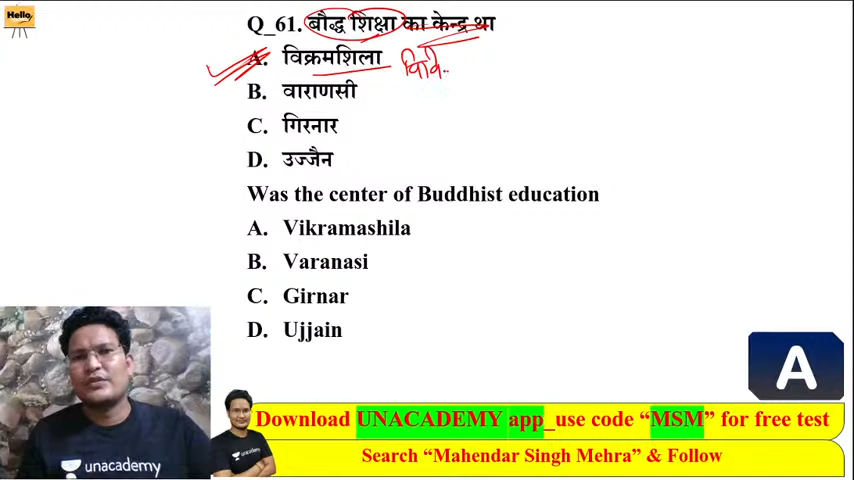 Hello
Q_61. बौद्ध शिक्षा का केन्द्र था
A. विक्रमशिला
B. वाराणसी
C. गिरनार
D. उज्जैन
Was the center of Buddhist education
A. Vikramashila
B. Varanasi
C. Girnar
D. Ujjain
A
unacademy
Download UNACADEMY app_use code “MSM” for free test
Search “Mahendar Singh Mehra” & Follow